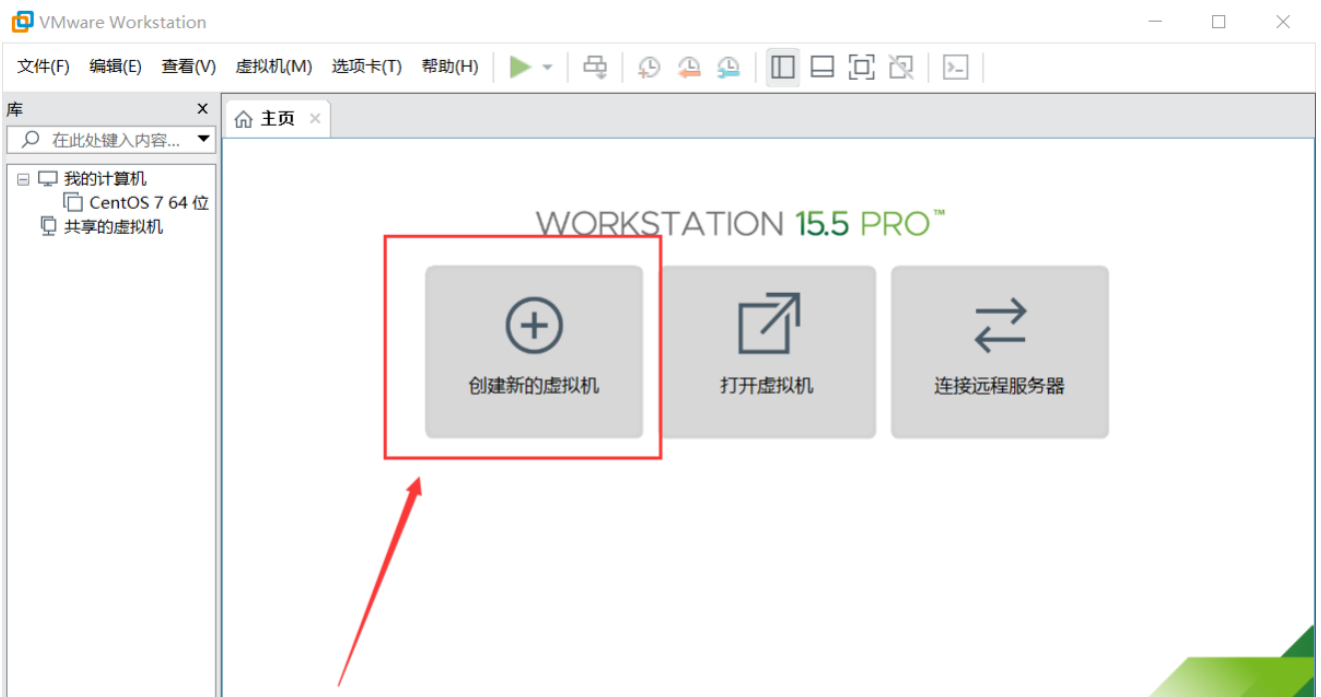 VMware Workstation
文件(F) 编辑(E) 查看(V) 虚拟机(M) 选项卡(T) 帮助(H)
库
主页
在此处键入内容...
我的计算机
CentOS 7 64 位
共享的虚拟机
WORKSTATION 15.5 PRO™
创建新的虚拟机
打开虚拟机
连接远程服务器